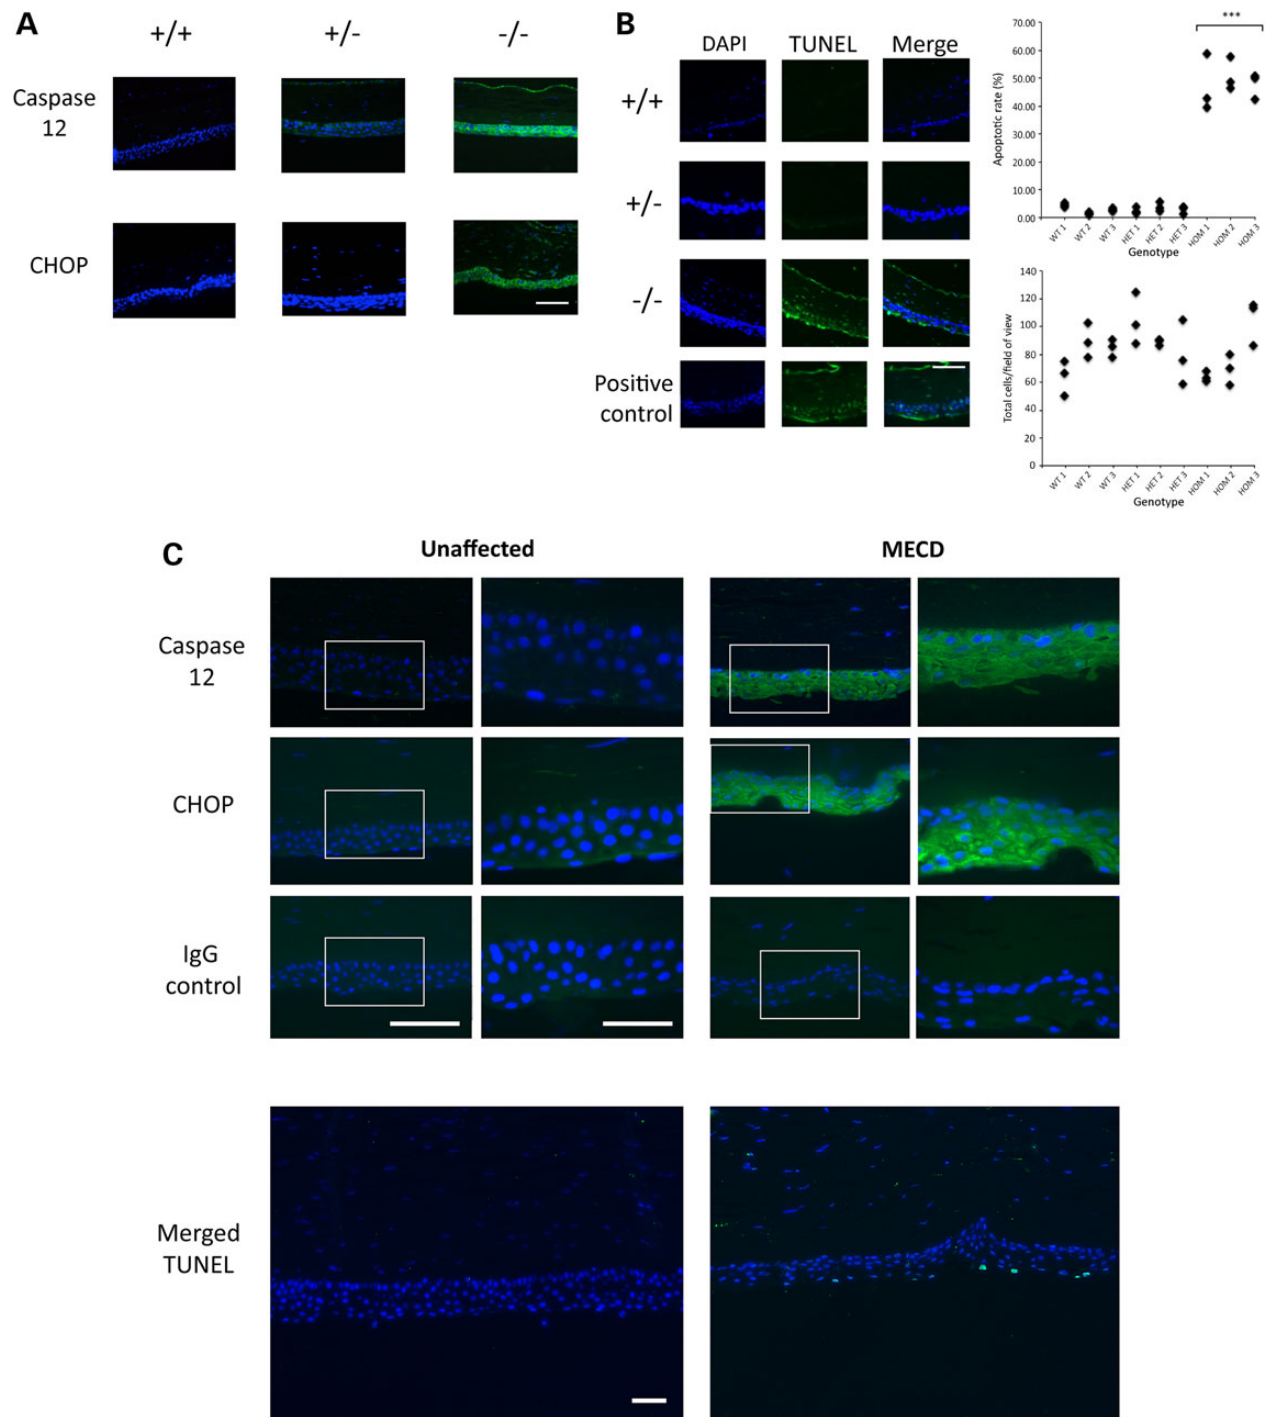 A
+/+
+/-
-/-
Caspase
12
CHOP
B
DAPI
TUNEL
Merge
+/+
+/-
-/-
Positive
control
***
Apoptotic rate (%)
70.00
60.00
50.00
40.00
30.00
20.00
10.00
0.00
WT 1
WT 2
WT 3
HET 1
HET 2
HET 3
HOM 1
HOM 2
HOM 3
Genotype
Total cells/field of view
140
120
100
80
60
40
20
0
WT 1
WT 2
WT 3
HET 1
HET 2
HET 3
HOM 1
HOM 2
HOM 3
Genotype
C
Unaffected
MECD
Caspase
12
CHOP
IgG
control
Merged
TUNEL